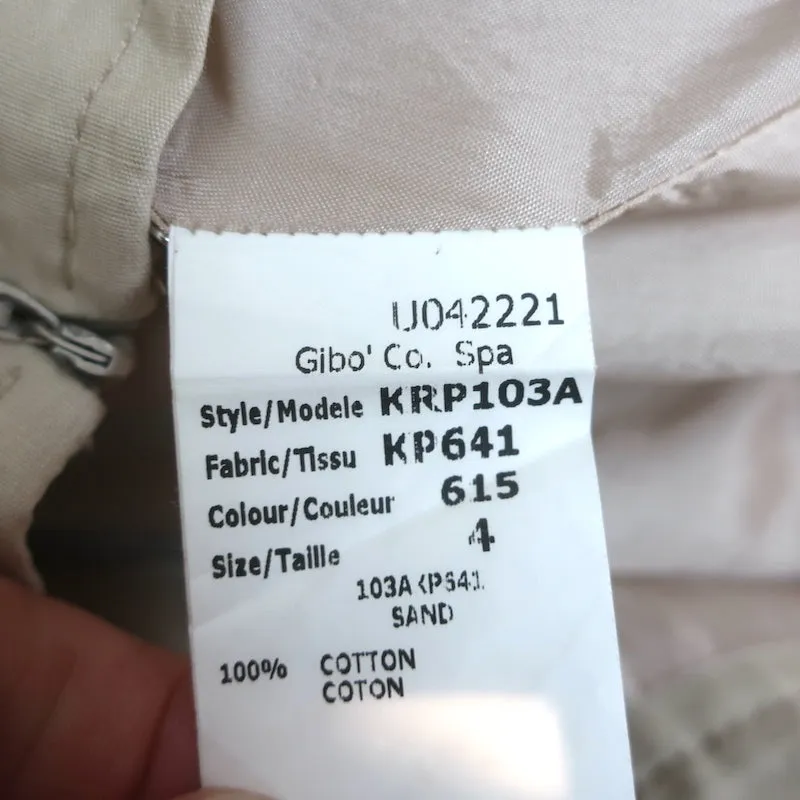 U042221
Gibo' Co. Spa
Style/Modele KRP103A
Fabric/Tissu KP641
Colour/Couleur 615
Size/Taille 4
103A KP641
SAND
100% COTTON
COTON